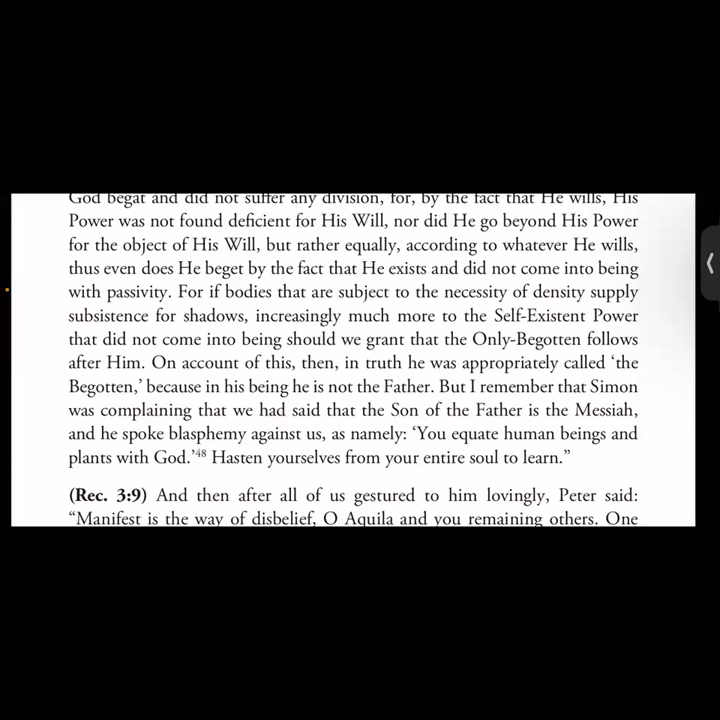 God begat and did not suffer any division, for, by the fact that He wills, His
Power was not found deficient for His Will, nor did He go beyond His Power
for the object of His Will, but rather equally, according to whatever He wills,
thus even does He beget by the fact that He exists and did not come into being
with passivity. For if bodies that are subject to the necessity of density supply
subsistence for shadows, increasingly much more to the Self-Existent Power
that did not come into being should we grant that the Only-Begotten follows
after Him. On account of this, then, in truth he was appropriately called ‘the
Begotten,’ because in his being he is not the Father. But I remember that Simon
was complaining that we had said that the Son of the Father is the Messiah,
and he spoke blasphemy against us, as namely: ‘You equate human beings and
plants with God.’48 Hasten yourselves from your entire soul to learn.”
(Rec. 3:9) And then after all of us gestured to him lovingly, Peter said:
“Manifest is the way of disbelief, O Aquila and you remaining others. One